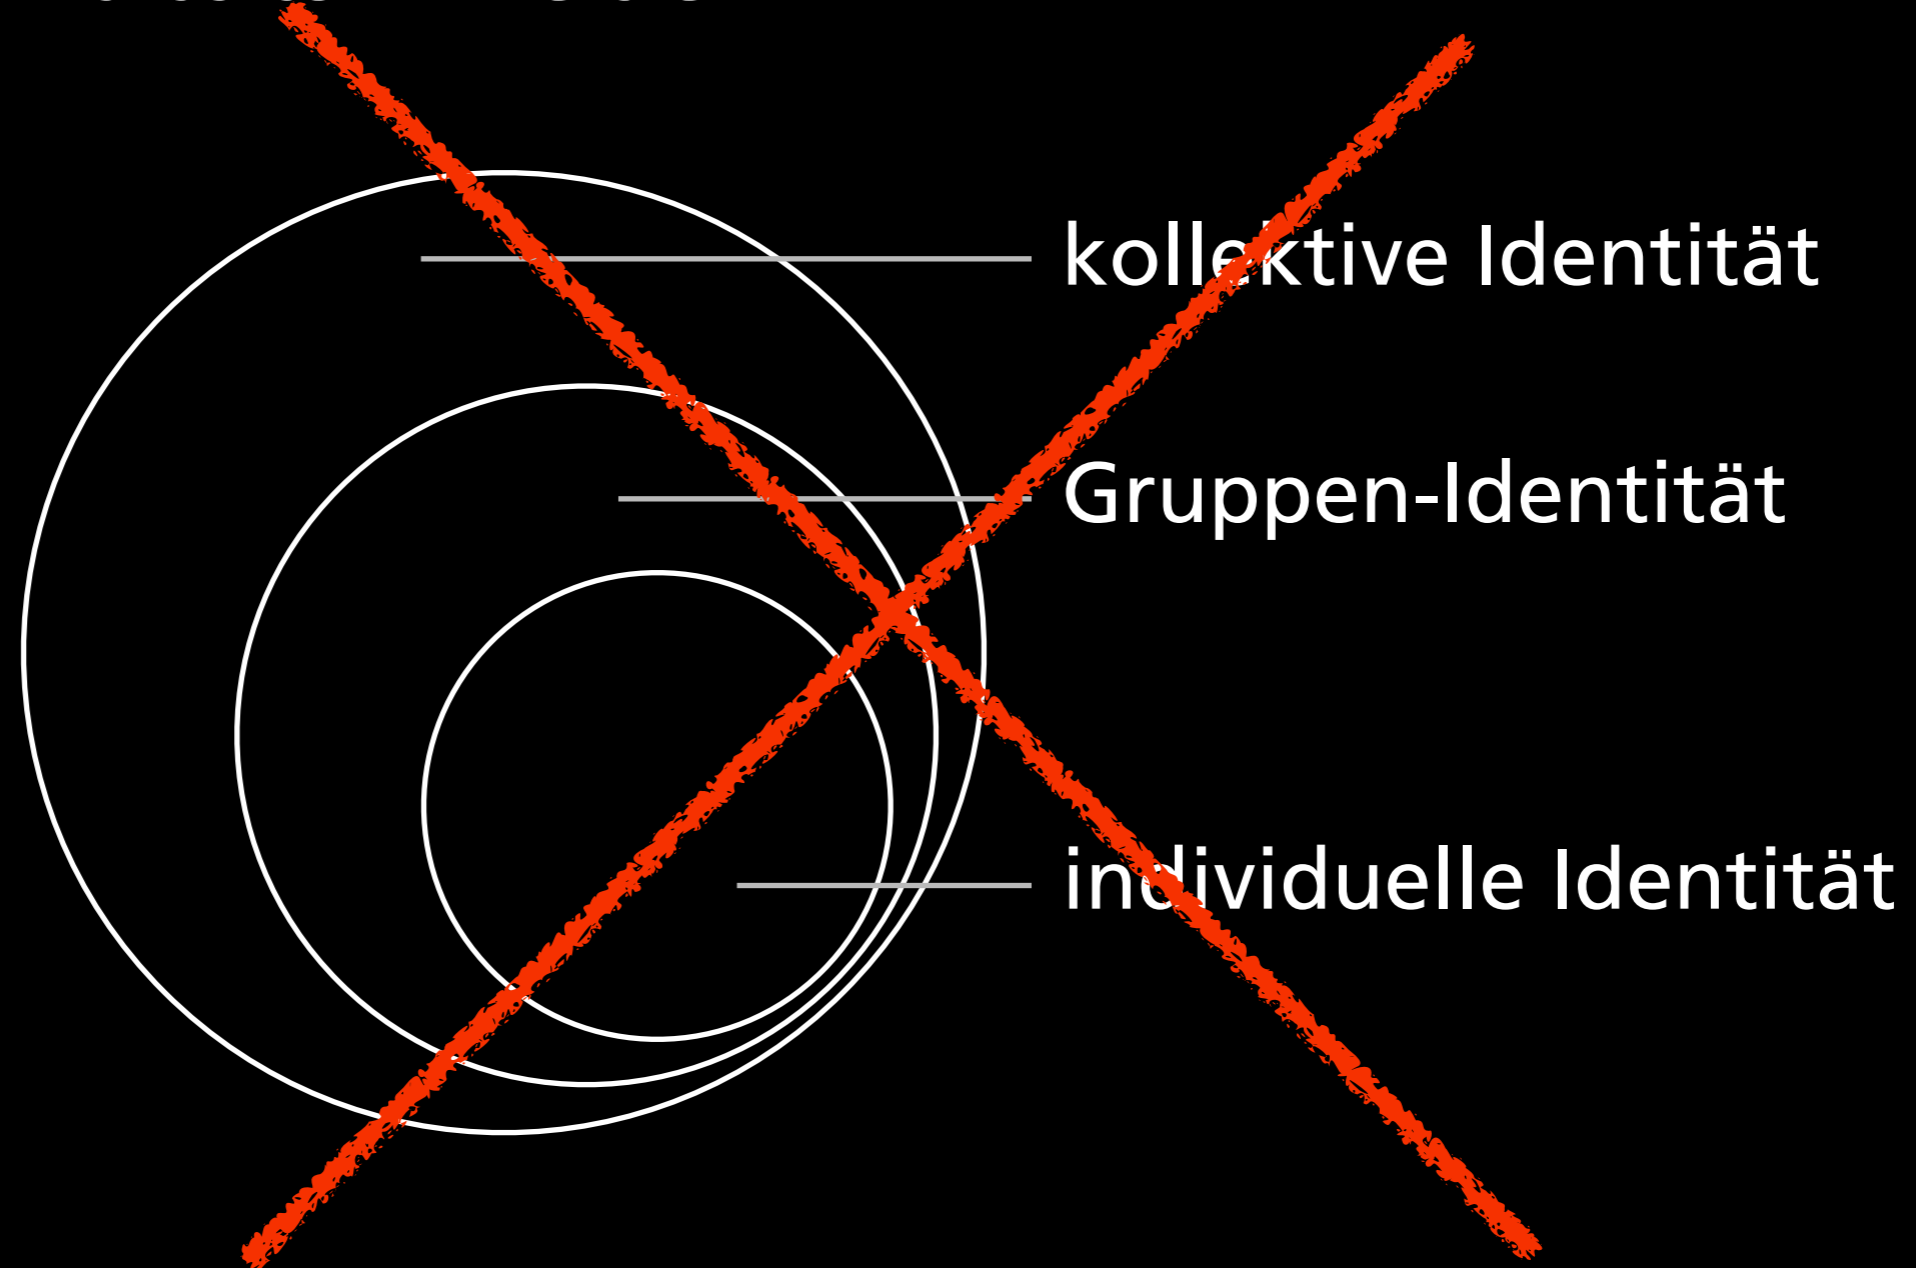 kollektive Identität
Gruppen-Identität
individuelle Identität